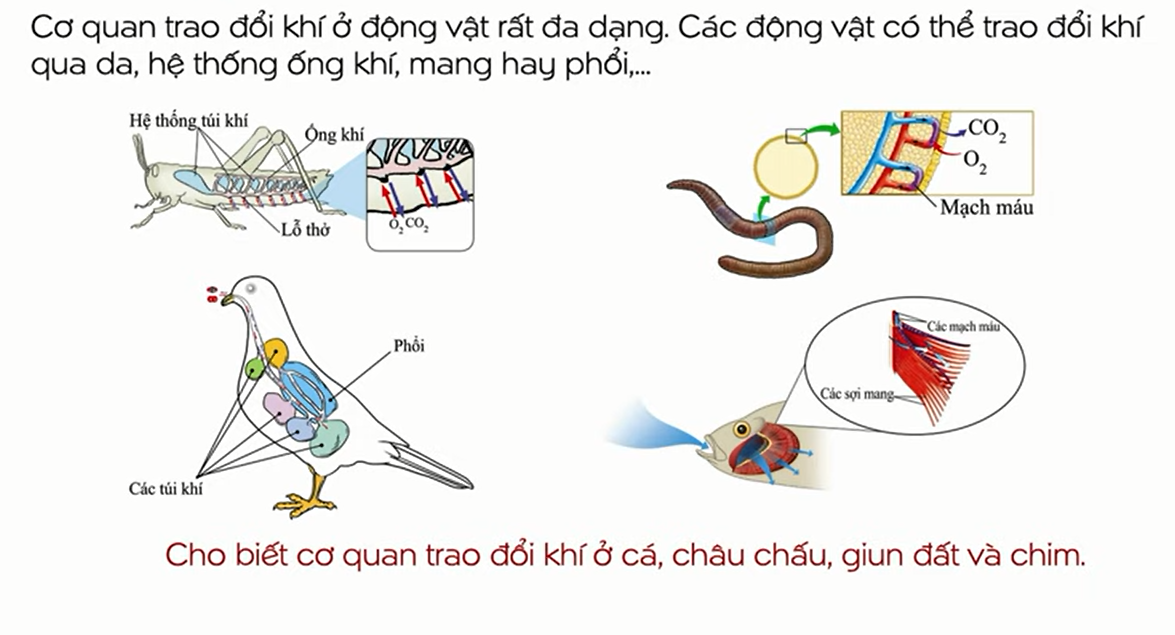 Cơ quan trao đổi khí ở động vật rất đa dạng. Các động vật có thể trao đổi khí
qua da, hệ thống ống khí, mang hay phổi,...
Hệ thống túi khí
Ống khí
Lỗ thở
O₂ CO₂
CO₂
O₂
Mạch máu
Phổi
Các túi khí
Các mạch máu
Các sợi mang
Cho biết cơ quan trao đổi khí ở cá, châu chấu, giun đất và chim.